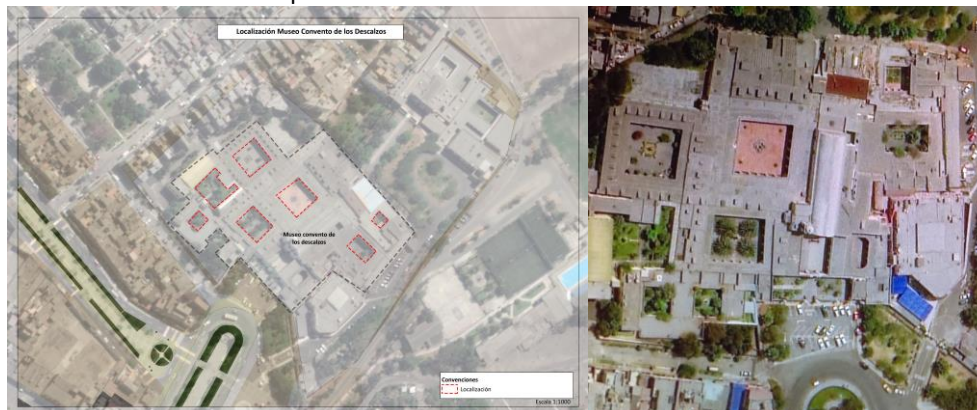 Localización Museo Convento de los Descalzos
Museo convento de
los descalzos
Convenciones
Localización
Escala 1:1000